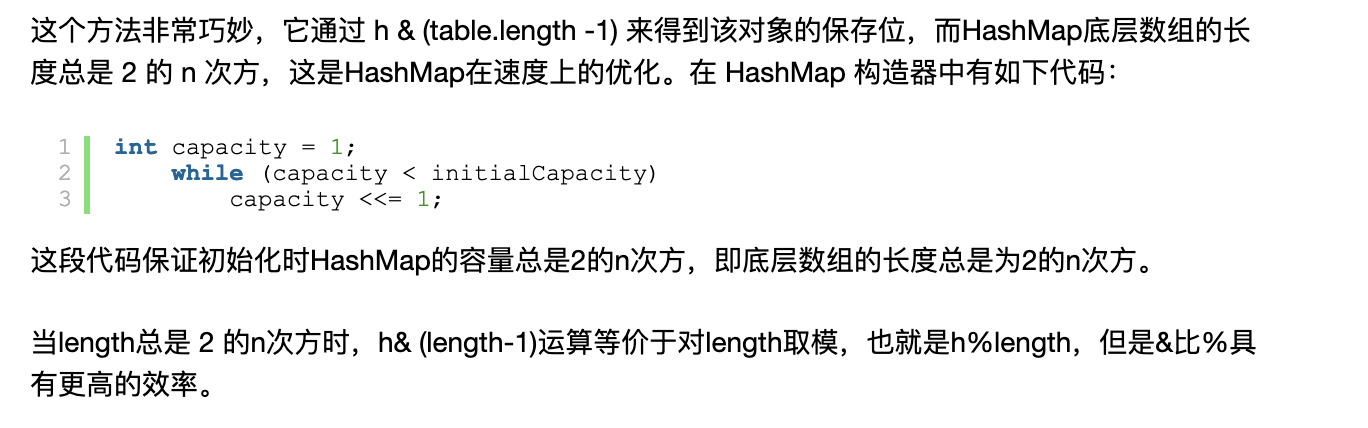 这个方法非常巧妙，它通过 h & (table.length -1) 来得到该对象的保存位，而HashMap底层数组的长
度总是 2 的 n 次方，这是HashMap在速度上的优化。在 HashMap 构造器中有如下代码：
1 int capacity = 1;
2     while (capacity < initialCapacity)
3         capacity <<= 1;
这段代码保证初始化时HashMap的容量总是2的n次方，即底层数组的长度总是为2的n次方。
当length总是 2 的n次方时，h& (length-1)运算等价于对length取模，也就是h%length，但是&比%具
有更高的效率。